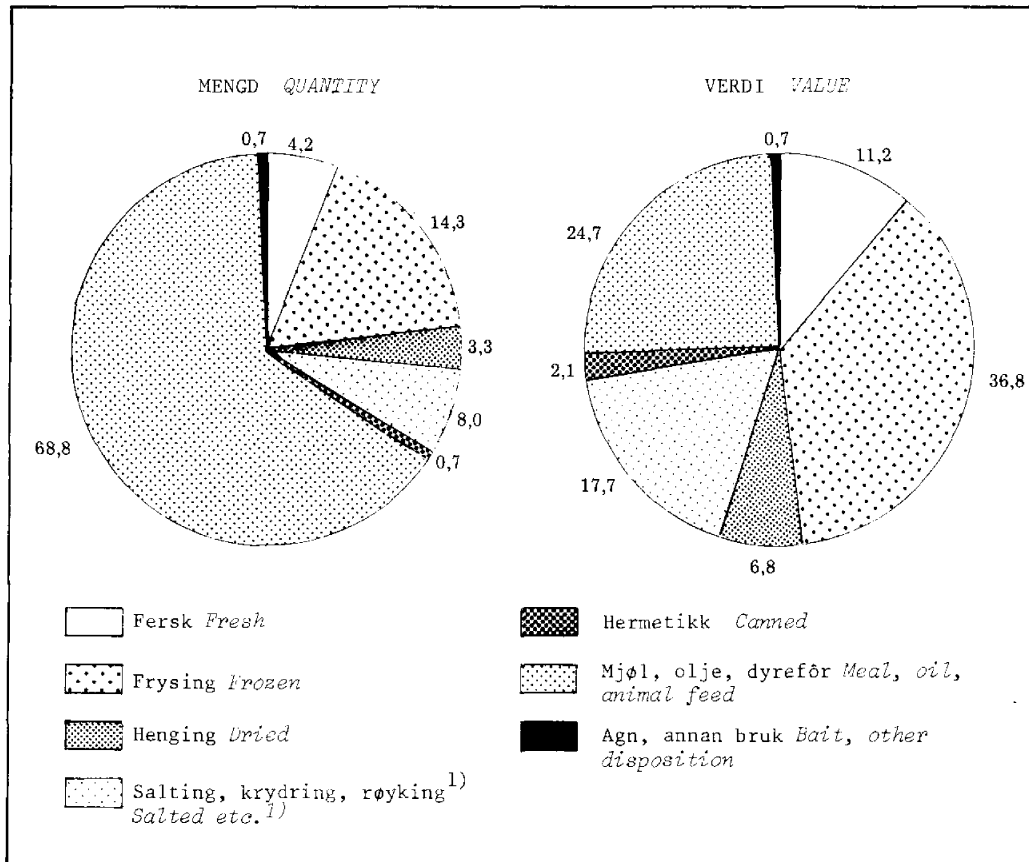 MENGD QUANTITY
0,7
4,2
14,3
3,3
8,0
0,7
68,8
VERDI VALUE
0,7
11,2
36,8
6,8
17,7
2,1
24,7
Fersk Fresh
Frysing Frozen
Henging Dried
Salting, krydring, røyking 1)
Salted etc. 1)
Hermetikk Canned
Mjøl, olje, dyrefôr Meal, oil,
animal feed
Agn, annan bruk Bait, other
disposition